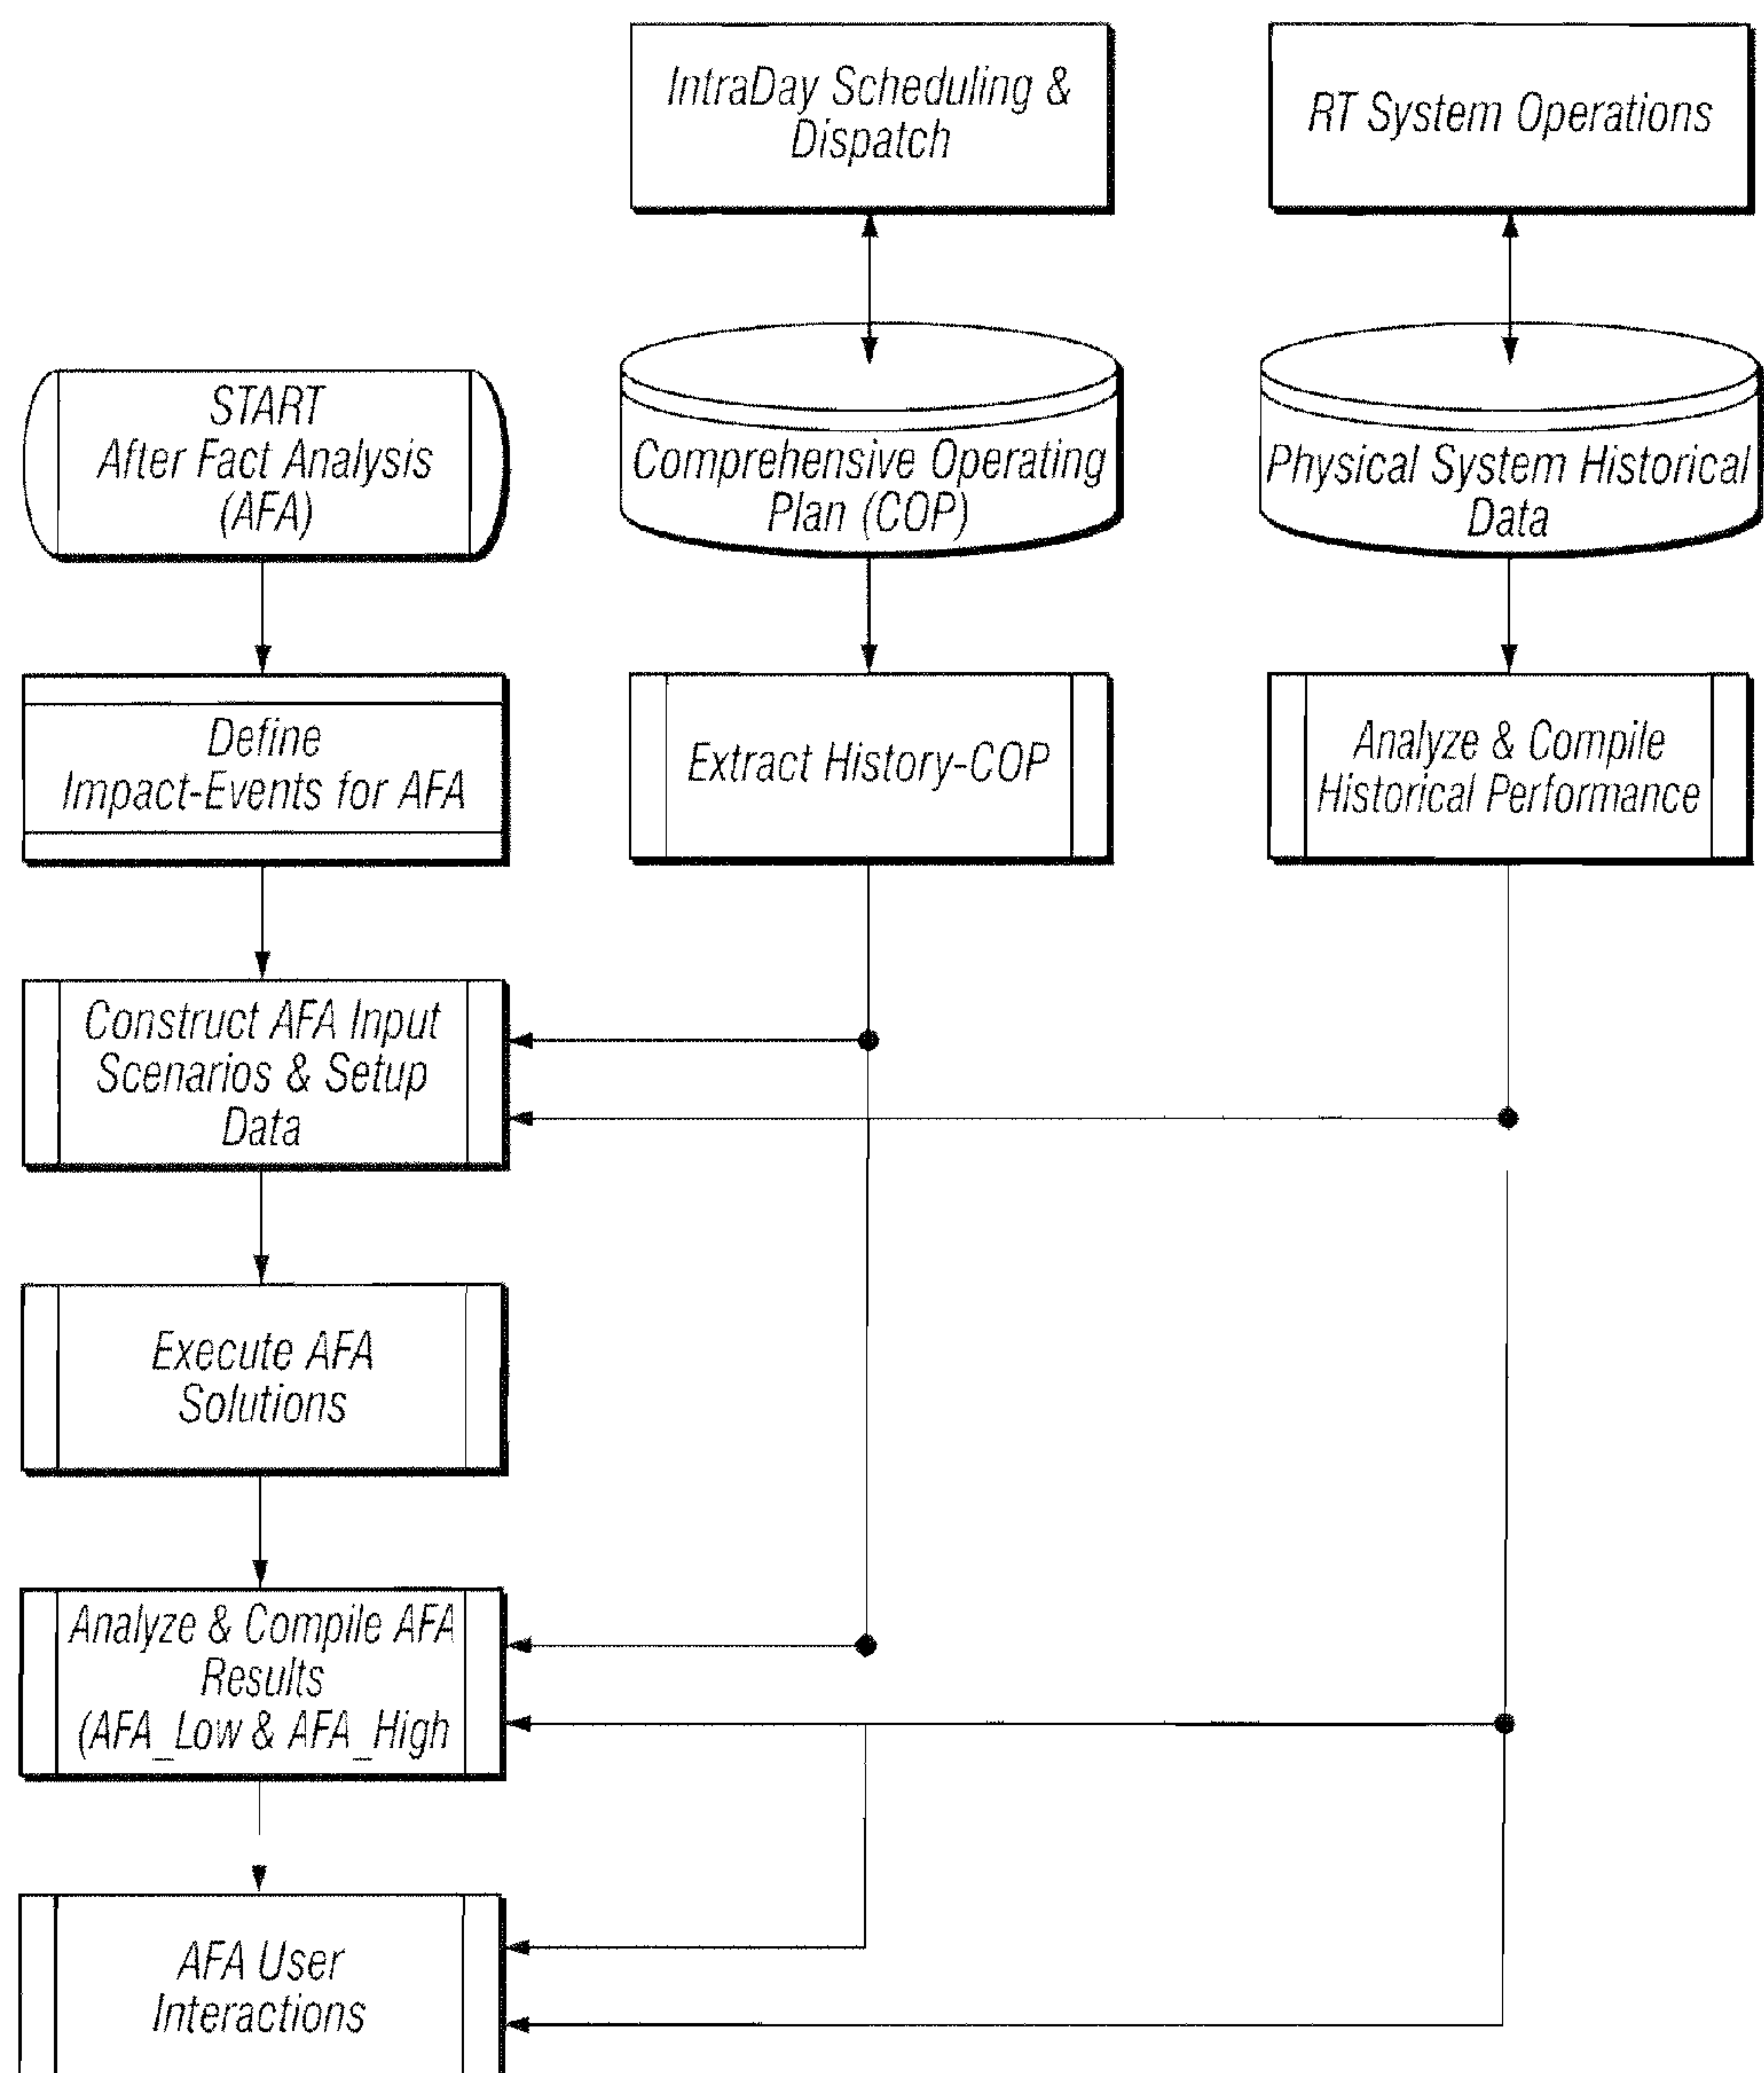 IntraDay Scheduling &
Dispatch
RT System Operations
START
After Fact Analysis
(AFA)
Comprehensive Operating
Plan (COP)
Physical System Historical
Data
Define
Impact-Events for AFA
Extract History-COP
Analyze & Compile
Historical Performance
Construct AFA Input
Scenarios & Setup
Data
Execute AFA
Solutions
Analyze & Compile AFA
Results
(AFA_Low & AFA_High
AFA User
Interactions